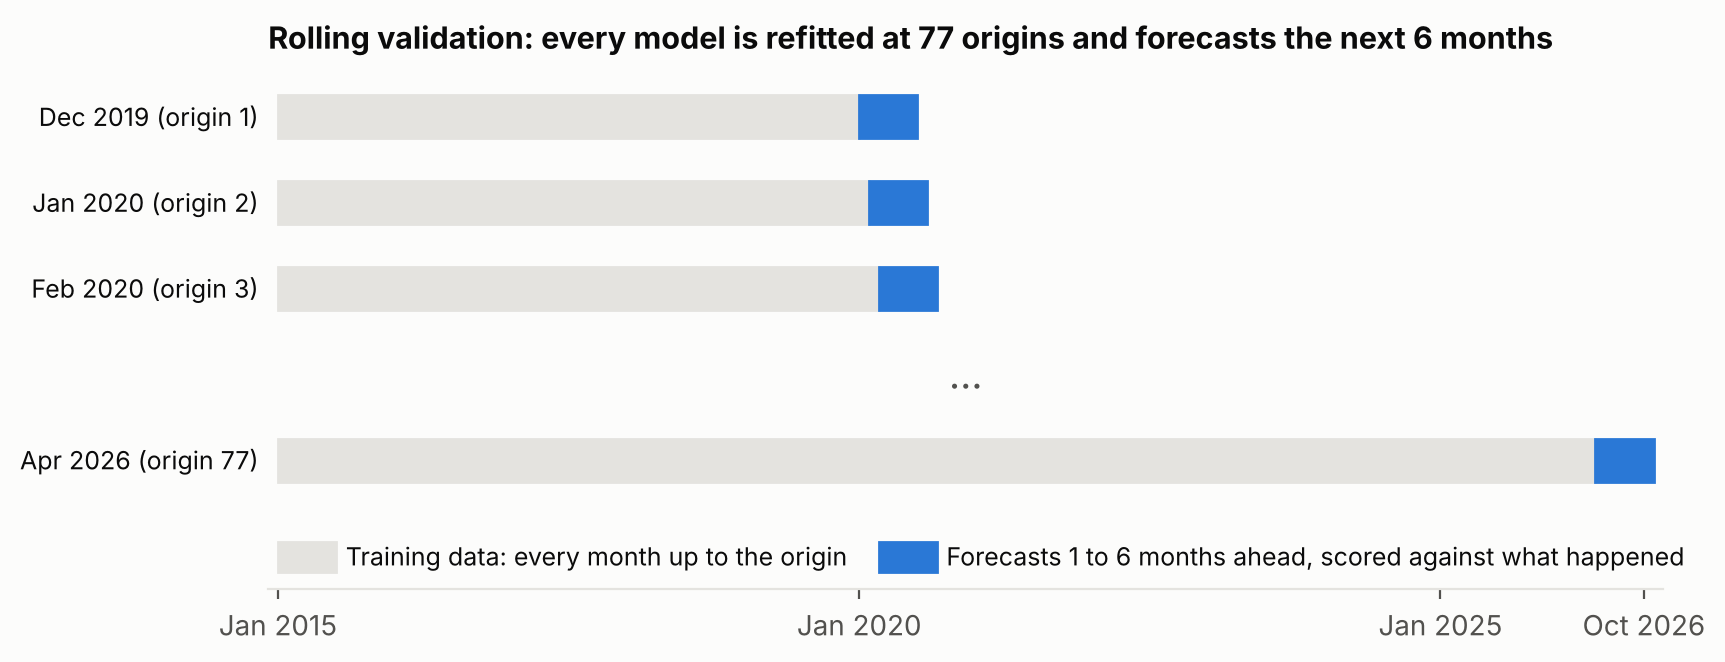 Rolling validation: every model is refitted at 77 origins and forecasts the next 6 months
Dec 2019 (origin 1)
Jan 2020 (origin 2)
Feb 2020 (origin 3)
...
Apr 2026 (origin 77)
Training data: every month up to the origin
Forecasts 1 to 6 months ahead, scored against what happened
Jan 2015
Jan 2020
Jan 2025
Oct 2026